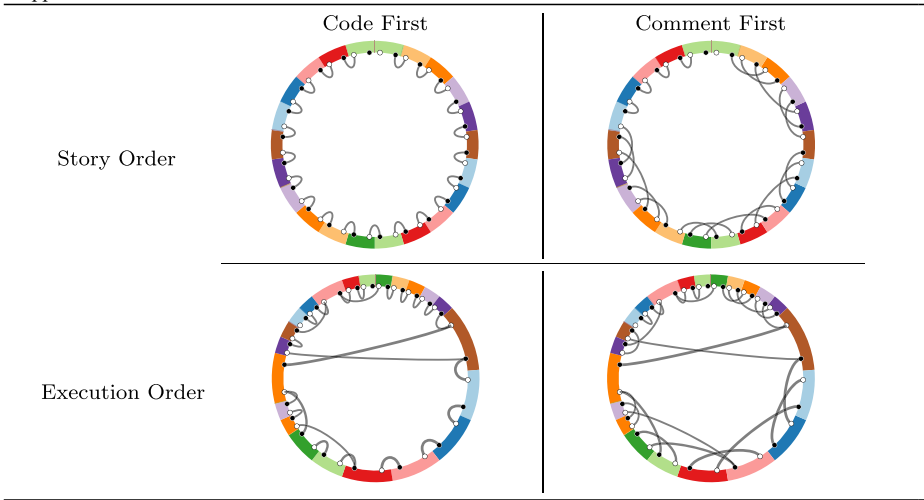 Code First
Comment First
Story Order
Execution Order